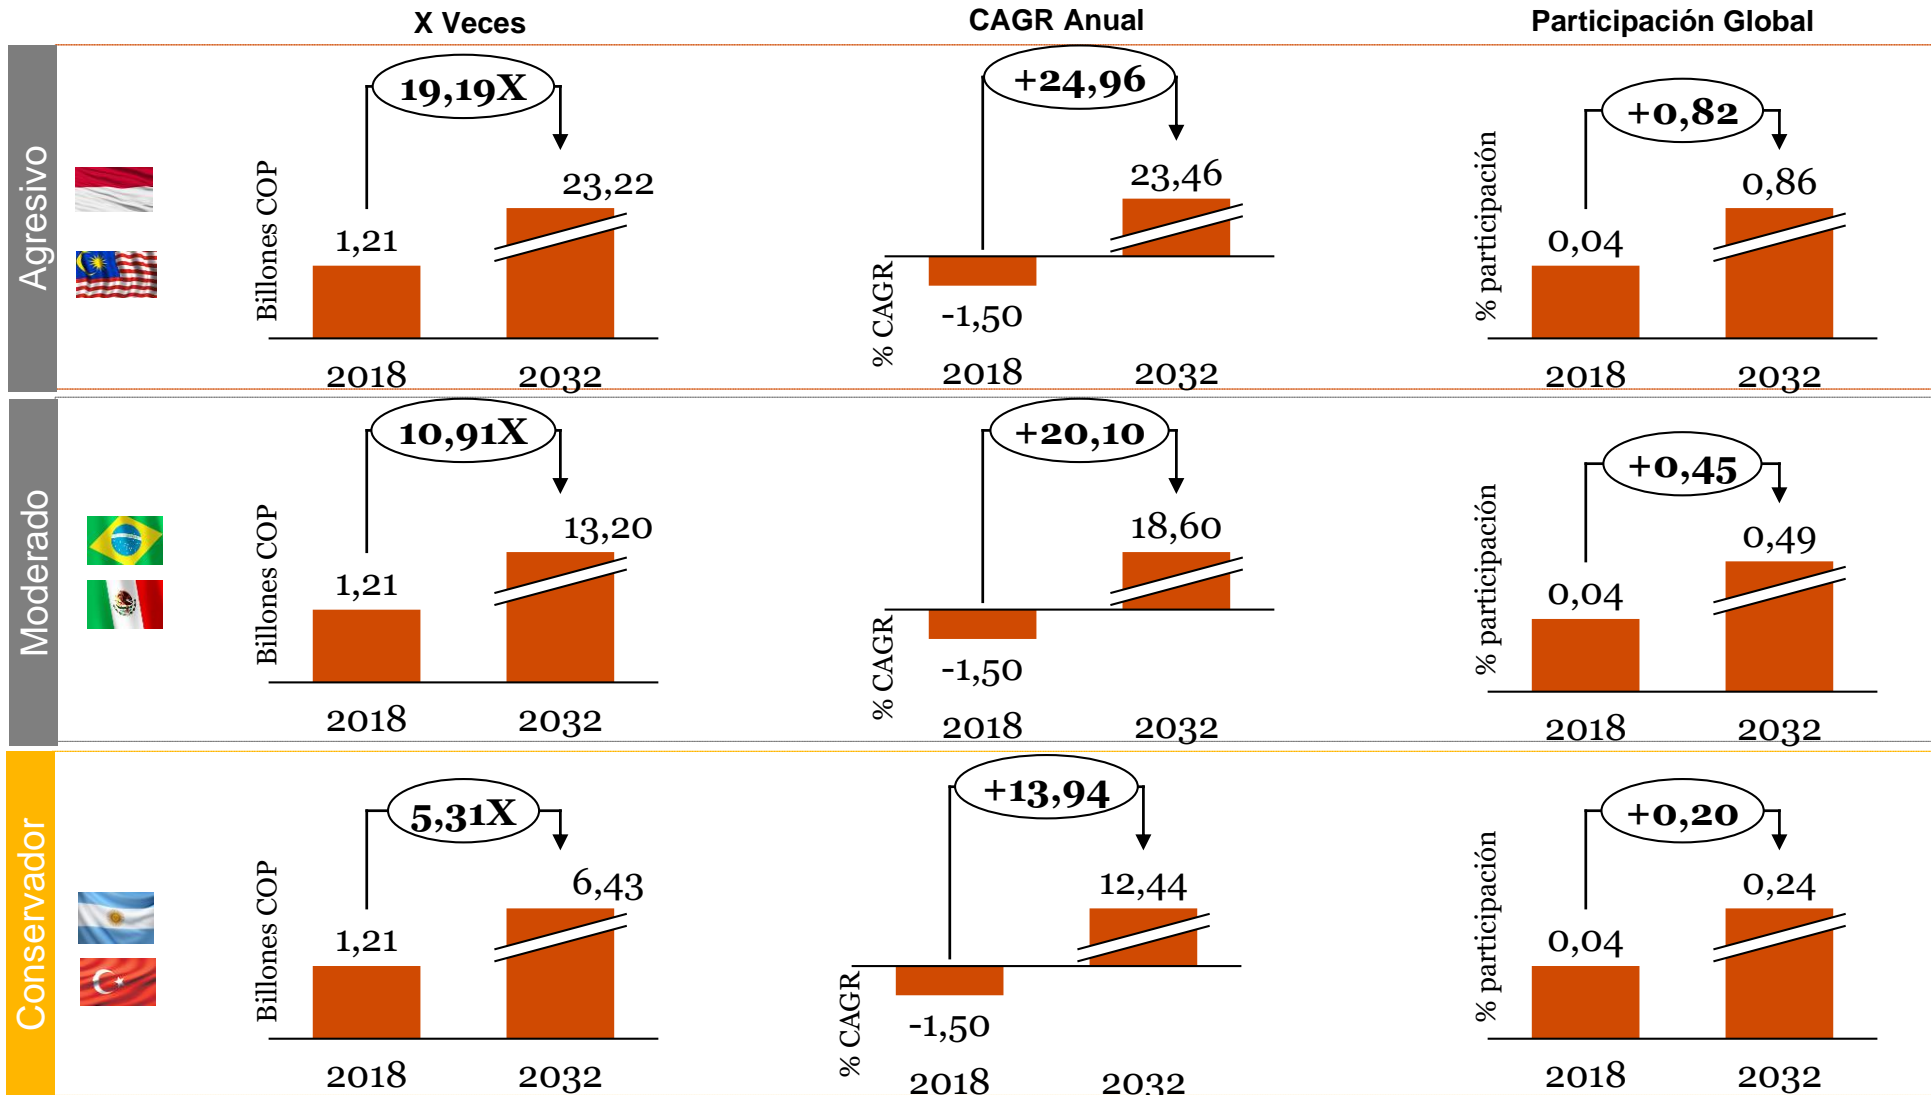 X Veces
CAGR Anual
Participación Global
Agresivo
19,19X
Billones COP
1,21
23,22
2018
2032
+24,96
% CAGR
-1,50
23,46
2018
2032
+0,82
% participación
0,04
0,86
2018
2032
Moderado
10,91X
Billones COP
1,21
13,20
2018
2032
+20,10
% CAGR
-1,50
18,60
2018
2032
+0,45
% participación
0,04
0,49
2018
2032
Conservador
5,31X
Billones COP
1,21
6,43
2018
2032
+13,94
% CAGR
-1,50
12,44
2018
2032
+0,20
% participación
0,04
0,24
2018
2032